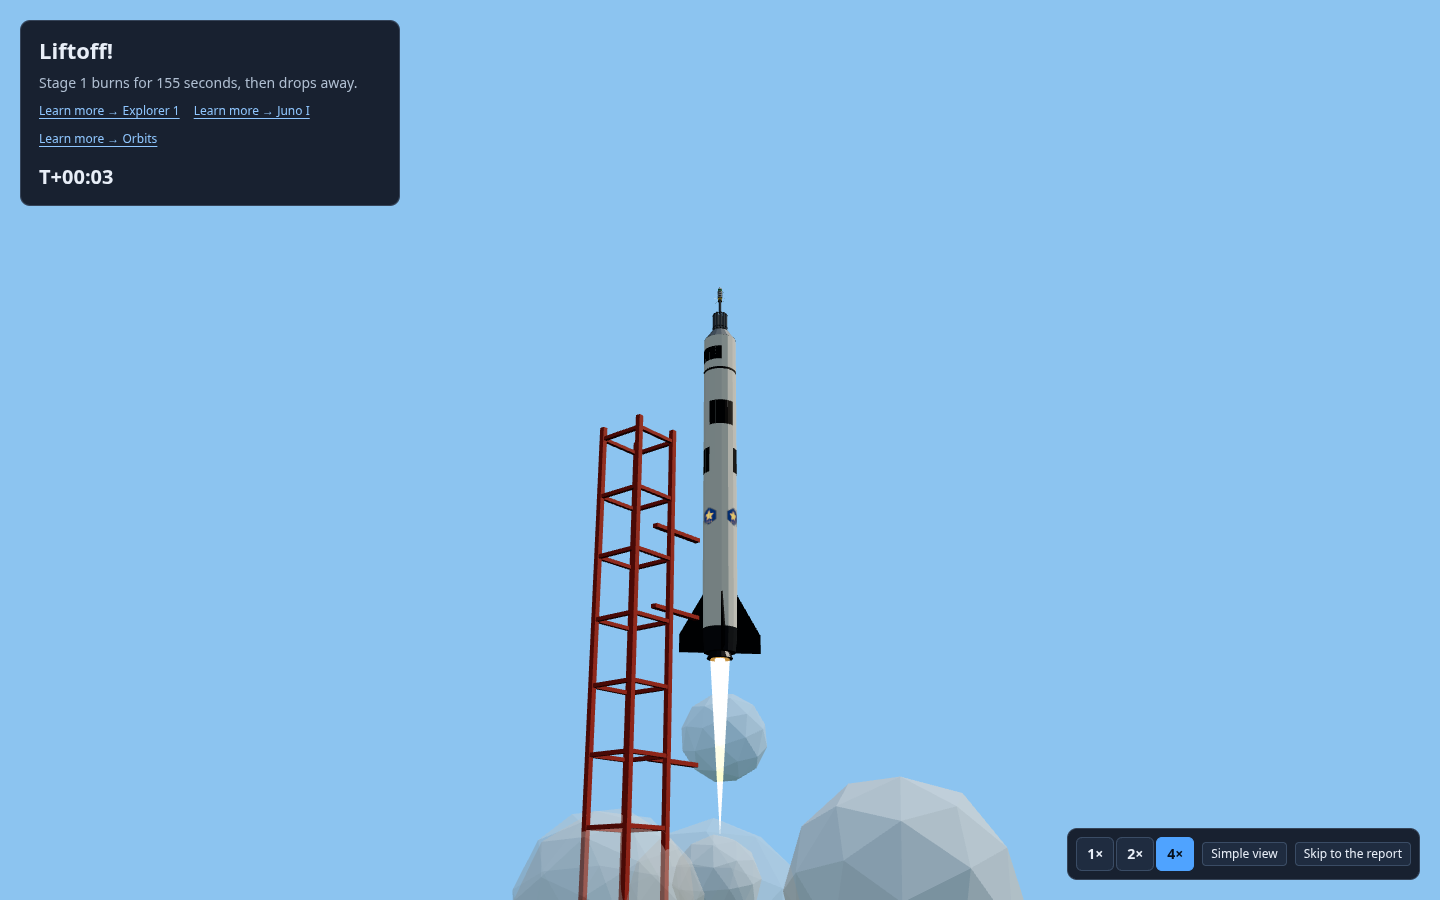 Liftoff!
Stage 1 burns for 155 seconds, then drops away.
Learn more → Explorer 1 Learn more → Juno I
Learn more → Orbits
T+00:03
1× 2× 4× Simple view Skip to the report